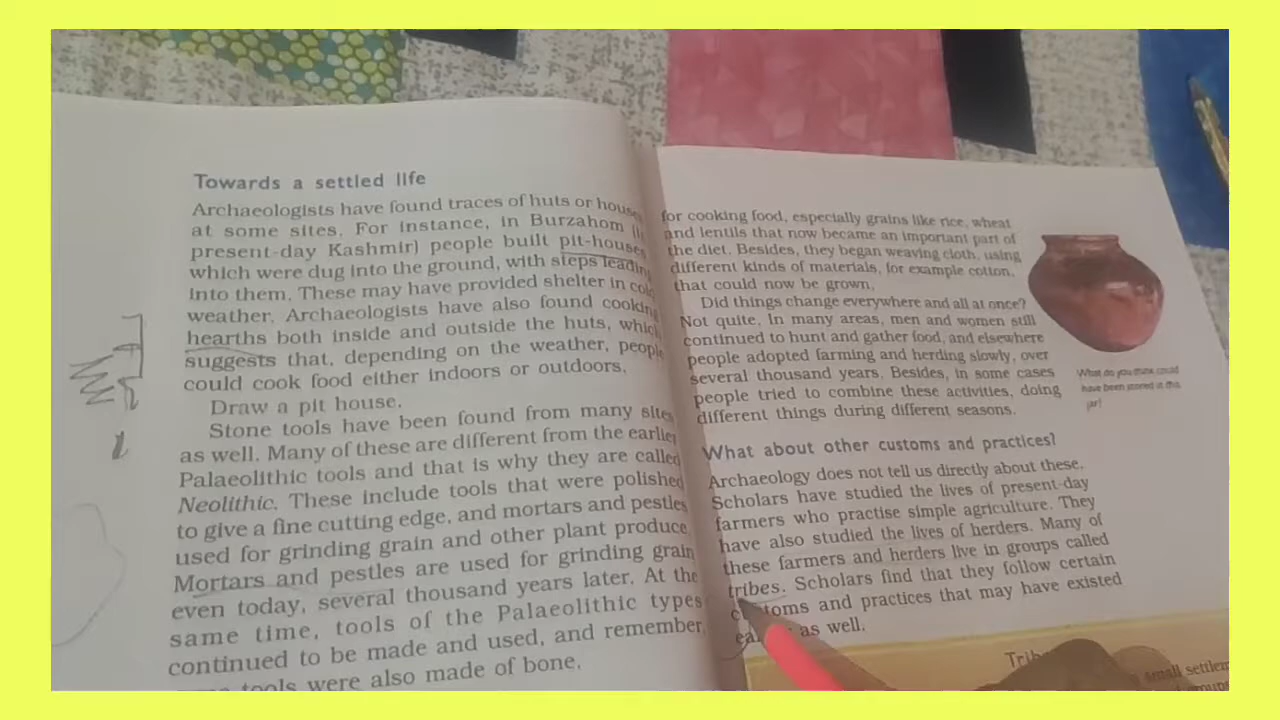 Towards a settled life
Archaeologists have found traces of huts or
at some sites. For instance, in Burzahom
present-day Kashmir) people built pit-houses
which were dug into the ground, with steps leading
into them. These may have provided shelter in cold
weather. Archaeologists have also found cooking
hearths both inside and outside the huts, which
suggests that, depending on the weather, people
could cook food either indoors or outdoors.
Draw a pit house.
Stone tools have been found from many sites
as well. Many of these are different from the earlier
Palaeolithic tools and that is why they are called
Neolithic. These include tools that were polished
to give a fine cutting edge, and mortars and pestles
used for grinding grain and other plant produce.
Mortars and pestles are used for grinding grain
even today, several thousand years later. At the
same time, tools of the Palaeolithic types
continued to be made and used, and remember,
tools were also made of bone.
for cooking food, especially grains like rice, wheat
and lentils that now became an important part of
the diet. Besides, they began weaving cloth, using
different kinds of materials, for example cotton,
that could now be grown.
Did things change everywhere and all at once?
Not quite. In many areas, men and women still
continued to hunt and gather food, and elsewhere
people adopted farming and herding slowly, over
several thousand years. Besides, in some cases
people tried to combine these activities, doing
different things during different seasons.
What do you think could
have been stored in this
jar?
What about other customs and practices?
Archaeology does not tell us directly about these.
Scholars have studied the lives of present-day
farmers who practise simple agriculture. They
have also studied the lives of herders. Many of
these farmers and herders live in groups called
tribes. Scholars find that they follow certain
customs and practices that may have existed
as well.
small